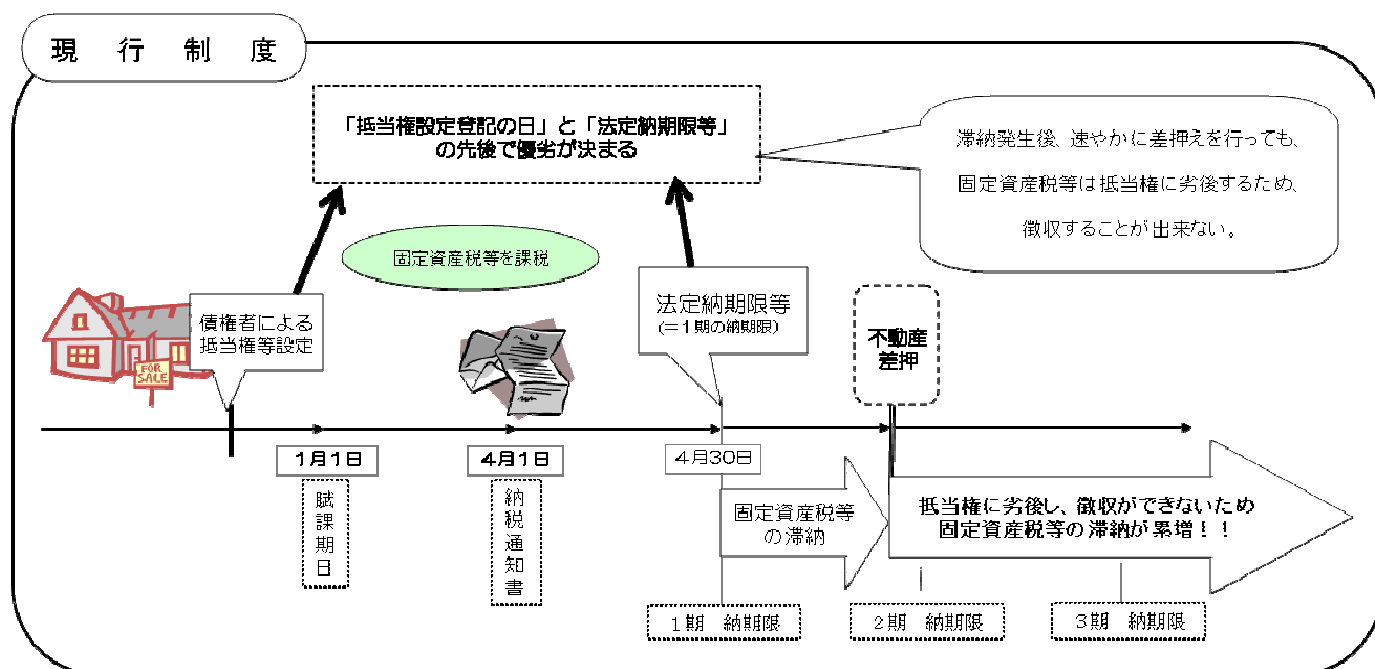 現 行 制 度
「抵当権設定登記の日」と「法定納期限等」
の先後で優劣が決まる
滞納発生後、速やかに差押えを行っても、
固定資産税等は抵当権に劣後するため、
徴収することが出来ない。
固定資産税等を課税
債権者による
抵当権等設定
FOR
SALE
法定納期限等
(=1期の納期限)
不動産
差押
1月1日
4月1日
4月30日
賦課期日
納税通知書
固定資産税等
の滞納
抵当権に劣後し、徴収ができないため
固定資産税等の滞納が累増!!
1期 納期限
2期 納期限
3期 納期限